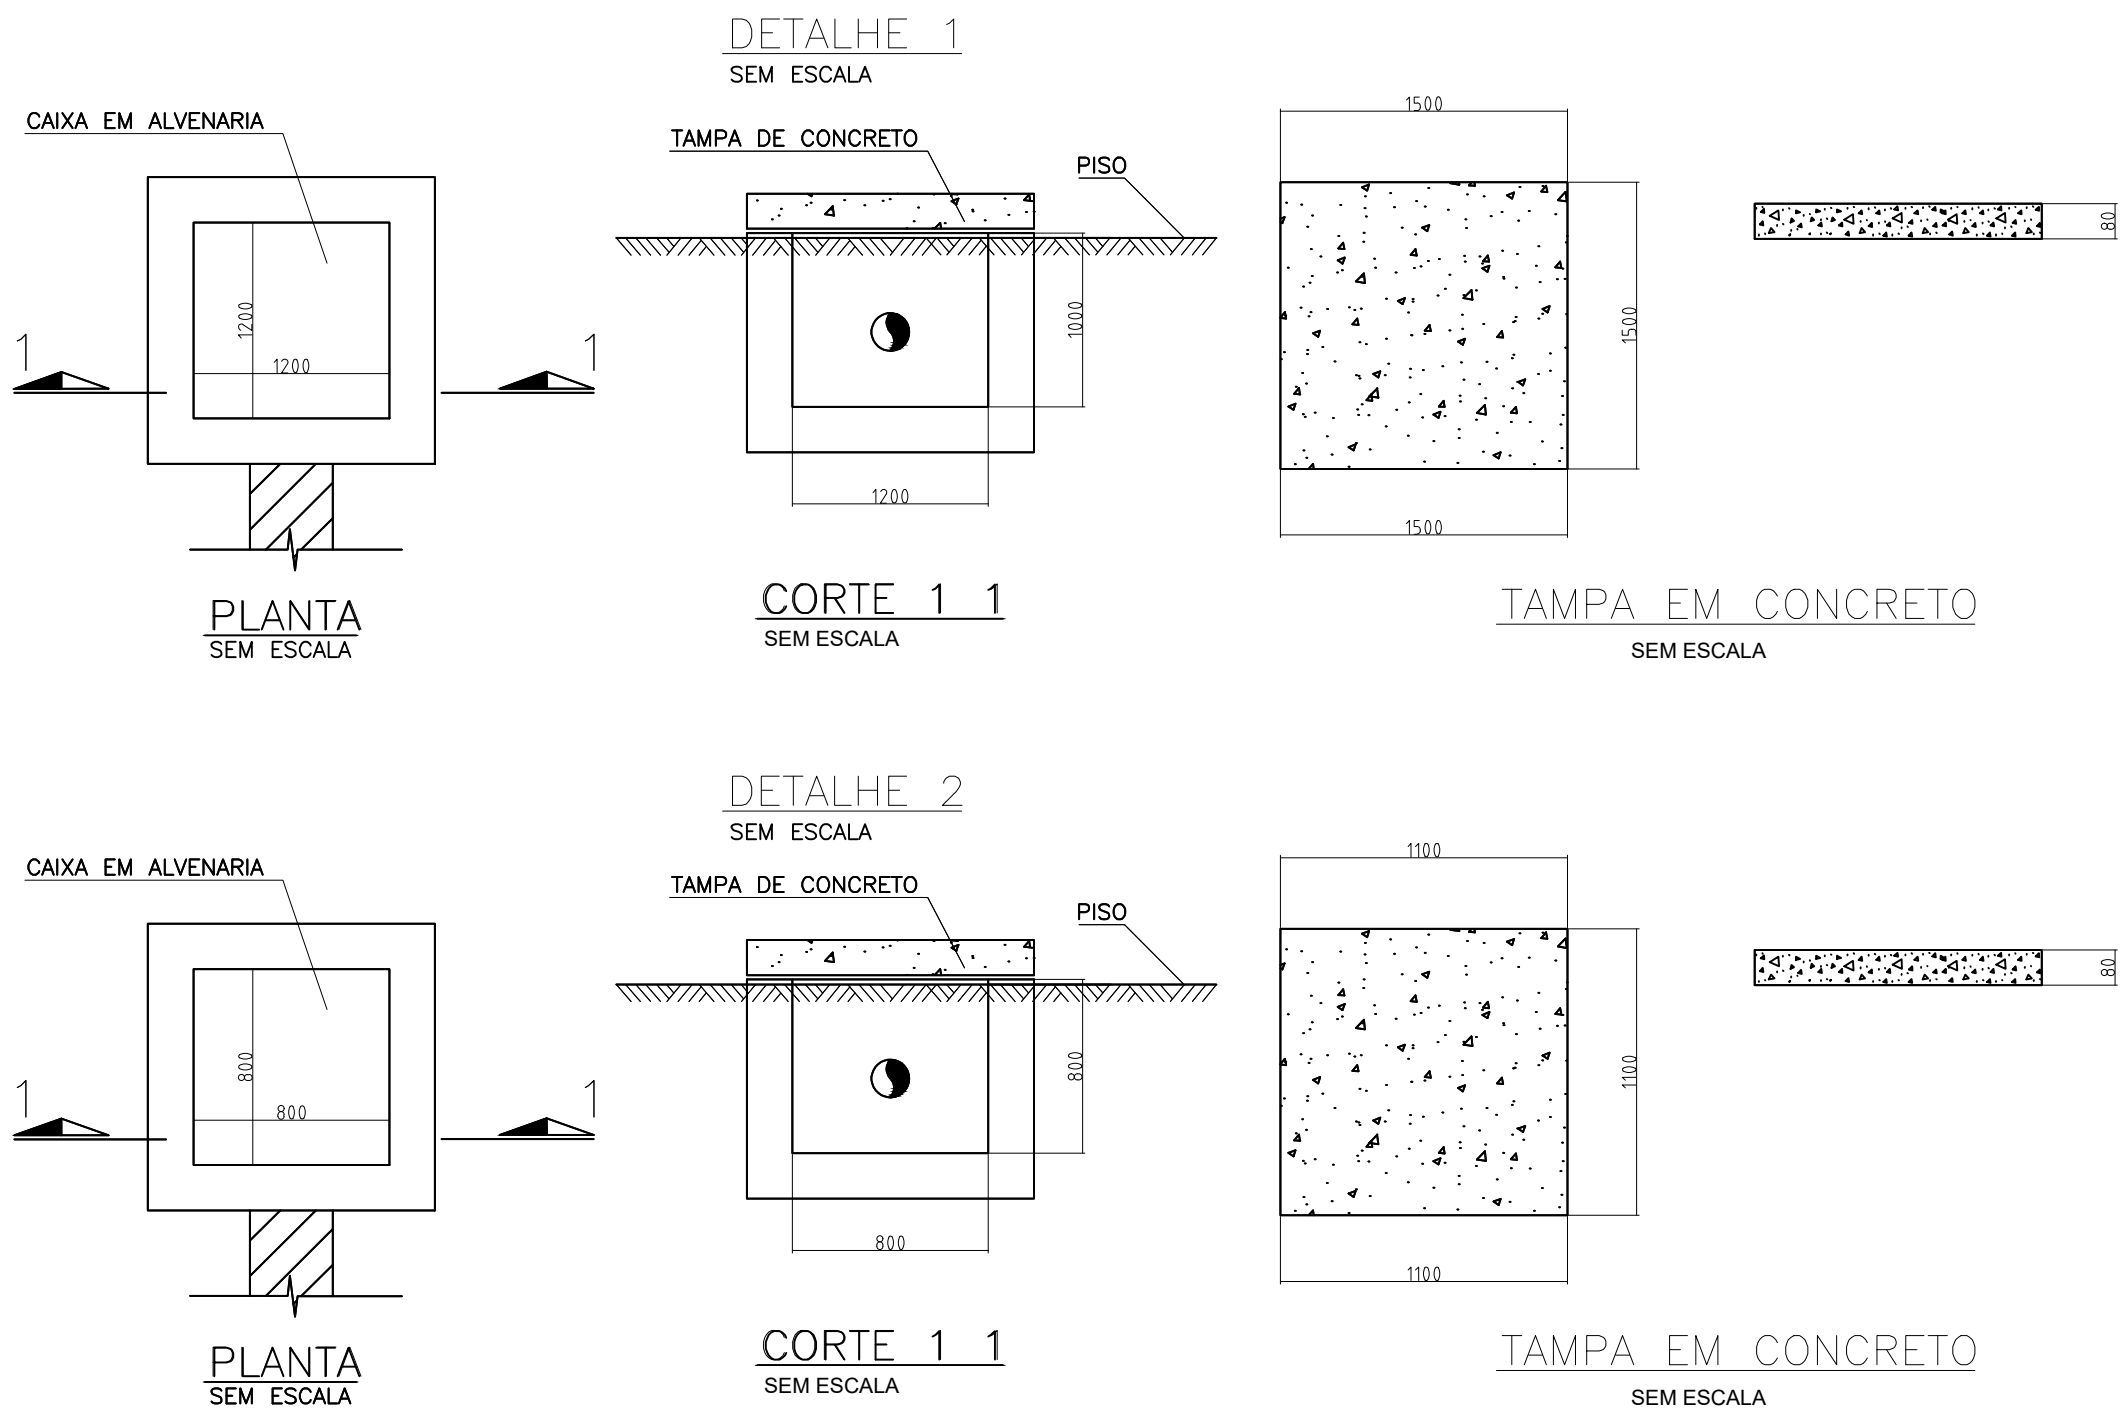 DETALHE 1
SEM ESCALA
CAIXA EM ALVENARIA
1200
1200
1
1
PLANTA
SEM ESCALA
TAMPA DE CONCRETO
PISO
1000
1200
CORTE 1 1
SEM ESCALA
1500
1500
1500
80
TAMPA EM CONCRETO
SEM ESCALA
DETALHE 2
SEM ESCALA
CAIXA EM ALVENARIA
800
800
1
1
PLANTA
SEM ESCALA
TAMPA DE CONCRETO
PISO
800
800
CORTE 1 1
SEM ESCALA
1100
1100
1100
80
TAMPA EM CONCRETO
SEM ESCALA